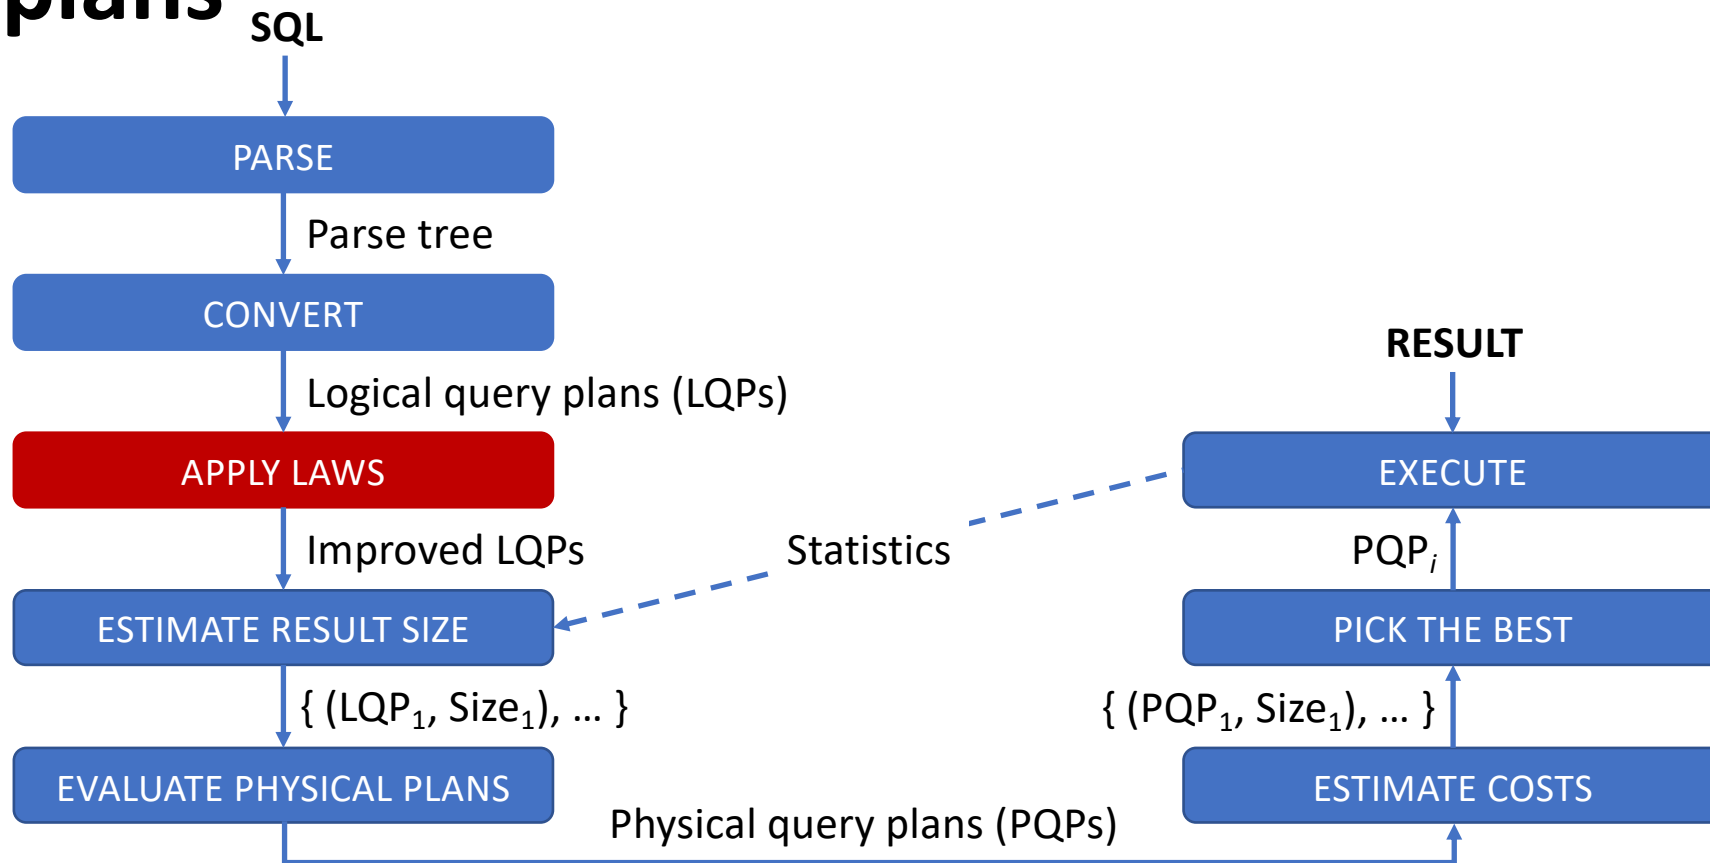 plans
SQL
PARSE
Parse tree
CONVERT
Logical query plans (LQPs)
APPLY LAWS
Improved LQPs
ESTIMATE RESULT SIZE
{ (LQP₁, Size₁), … }
EVALUATE PHYSICAL PLANS
Physical query plans (PQPs)
Statistics
RESULT
EXECUTE
PQPᵢ
PICK THE BEST
{ (PQP₁, Size₁), … }
ESTIMATE COSTS